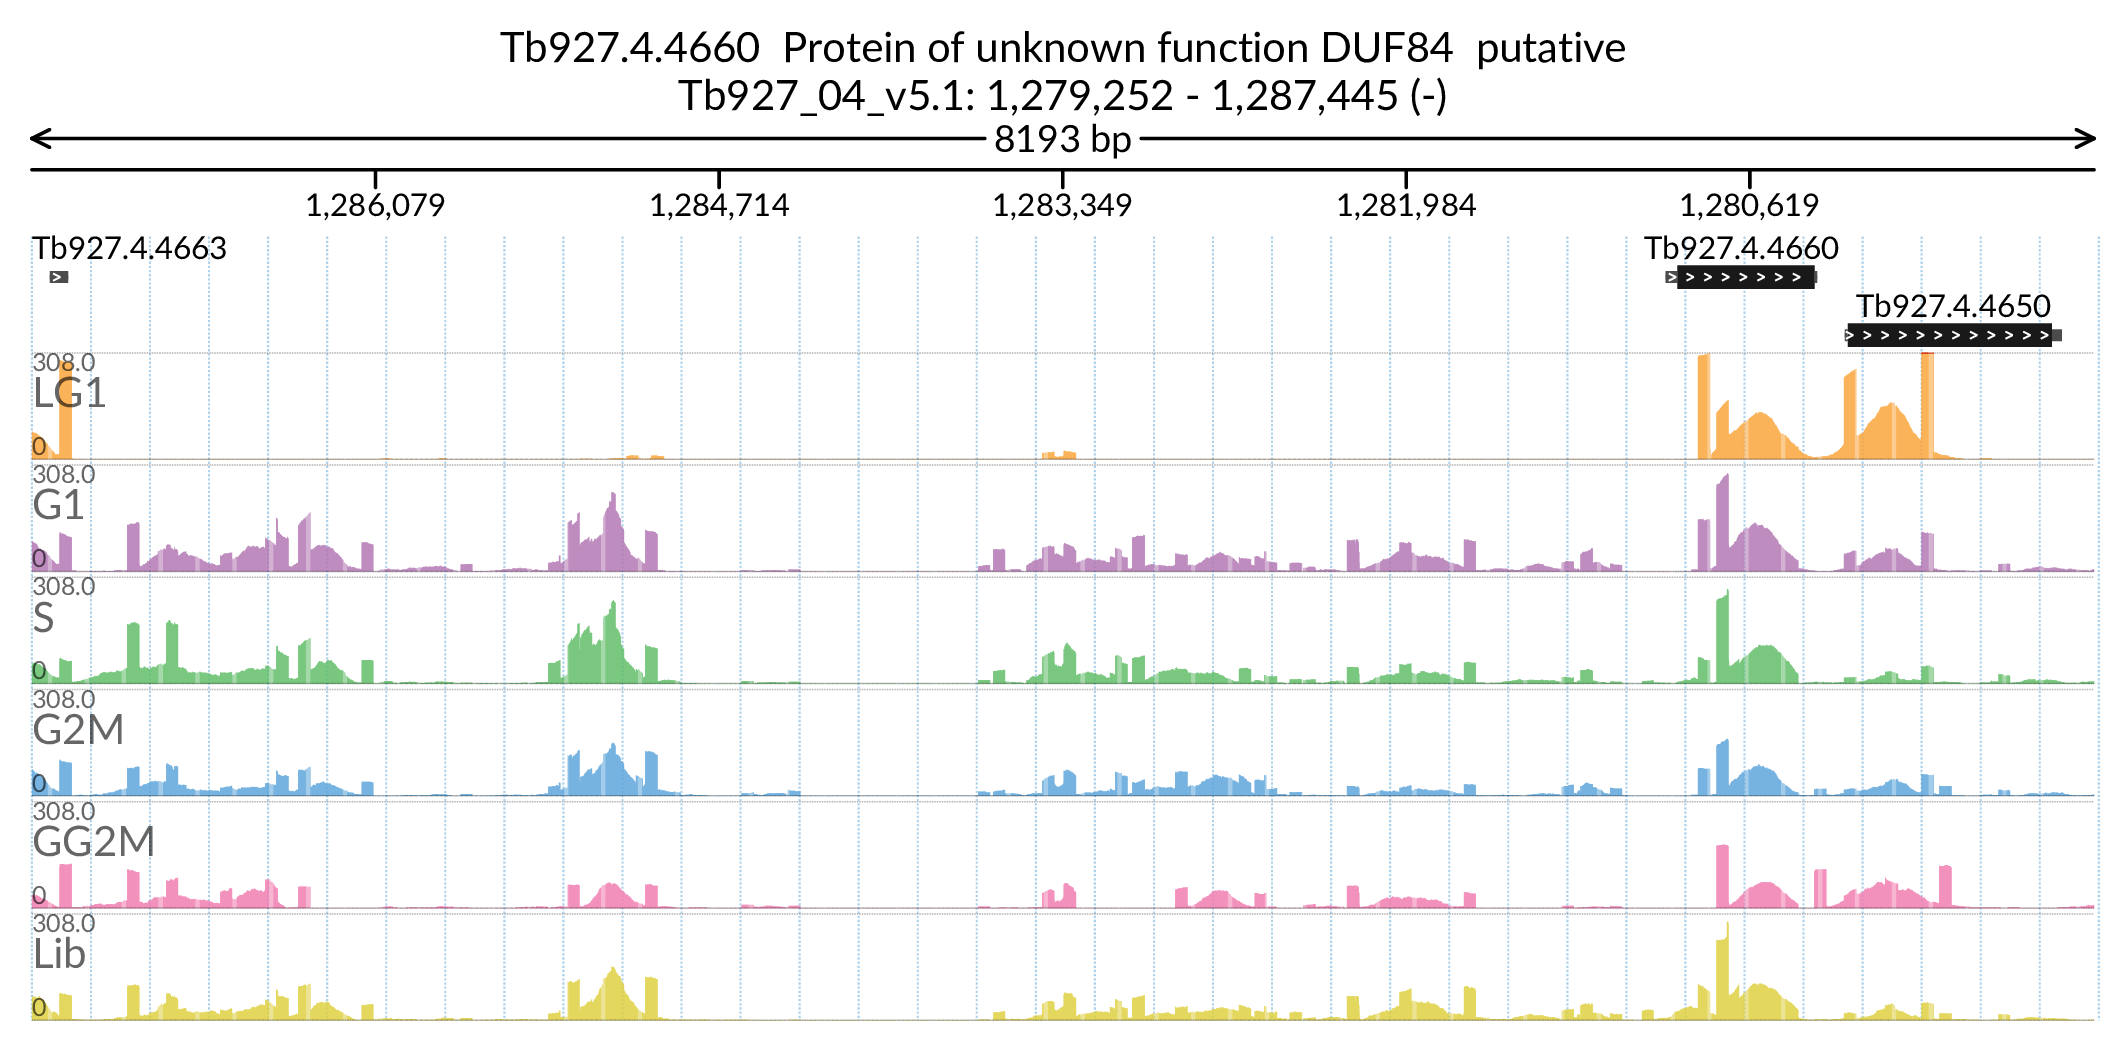 Tb927.4.4660  Protein of unknown function DUF84  putative
Tb927_04_v5.1: 1,279,252 - 1,287,445 (-)
8193 bp
1,286,079 1,284,714 1,283,349 1,281,984 1,280,619
Tb927.4.4663 Tb927.4.4660
Tb927.4.4650
308.0
LG1
0
308.0
G1
0
308.0
S
0
308.0
G2M
0
308.0
GG2M
0
308.0
Lib
0